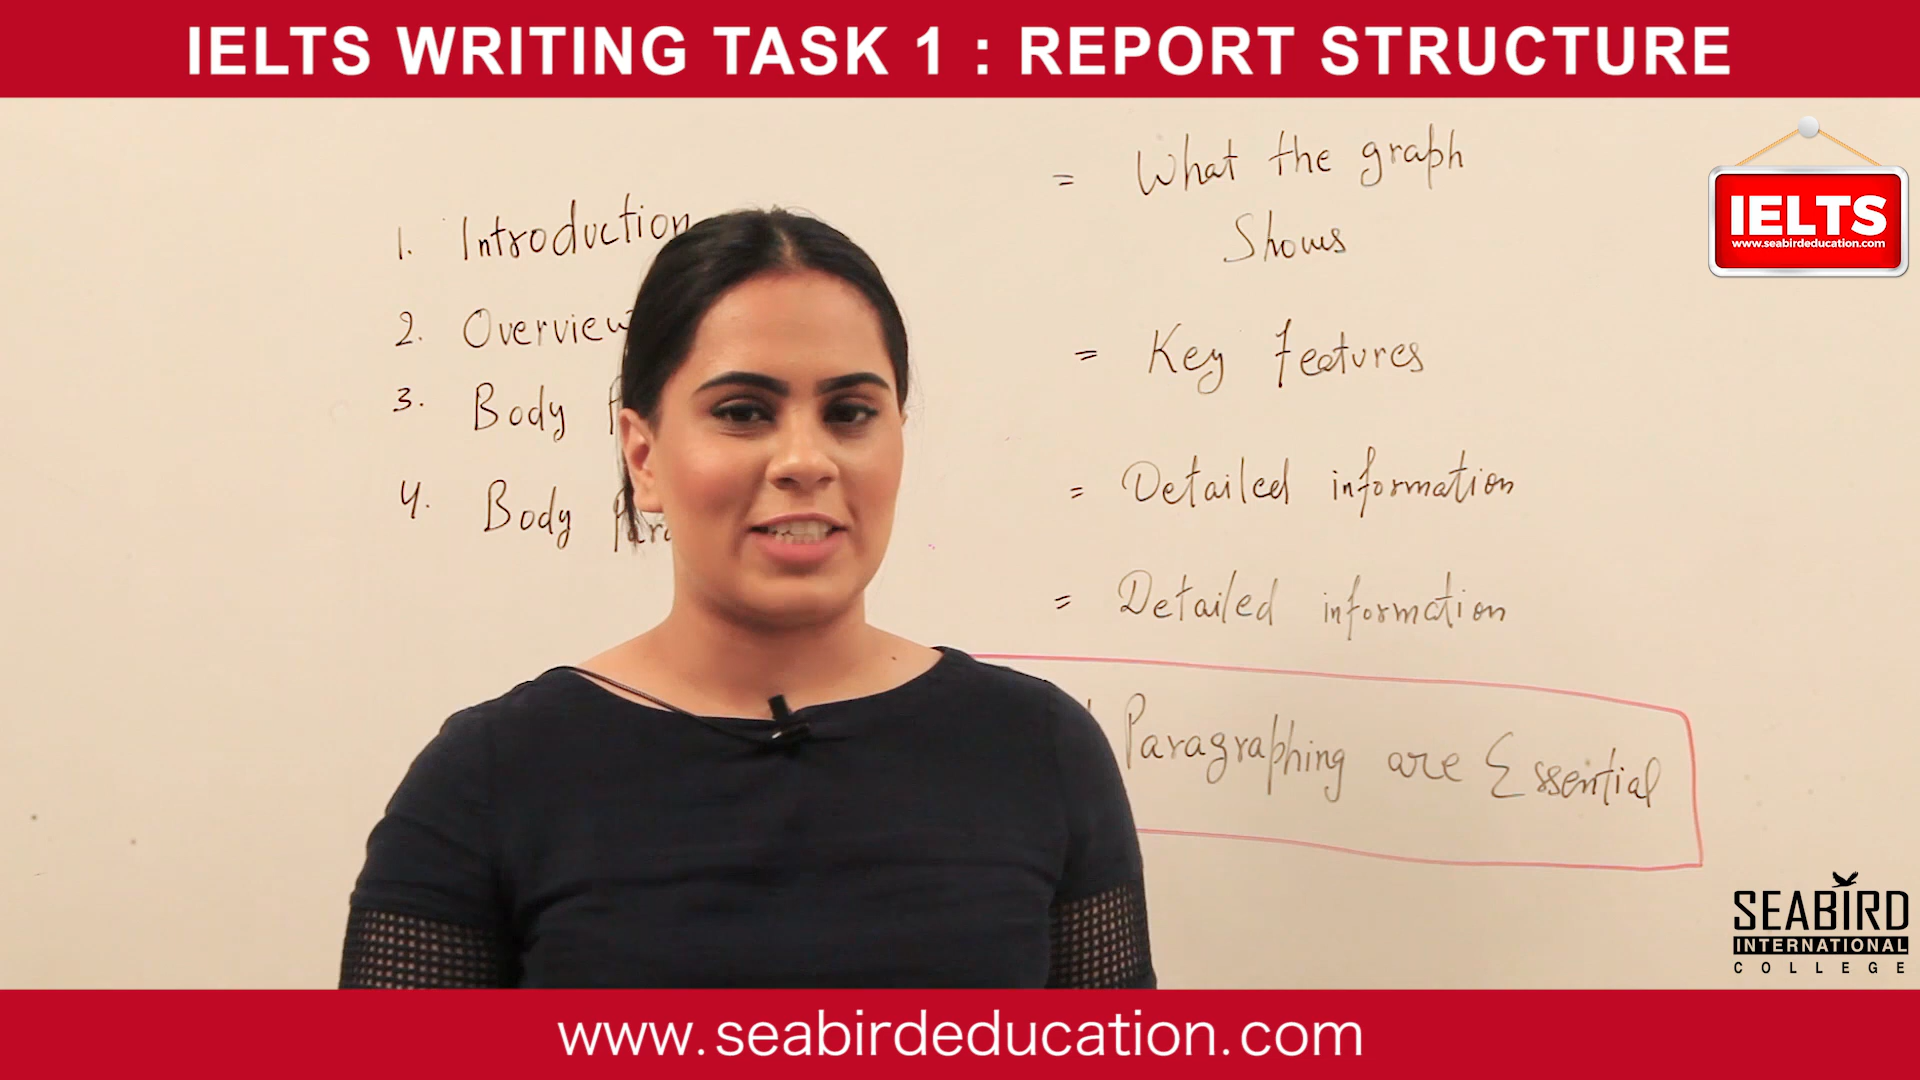 IELTS WRITING TASK 1 : REPORT STRUCTURE
IELTS
www.seabirdeducation.com
1. Introduction
= What the graph
Shows
2. Overview
= Key Features
3. Body
= Detailed information
4. Body Para
= Detailed information
Paragraphing are Essential
SEABIRD
INTERNATIONAL
COLLEGE
www.seabirdeducation.com